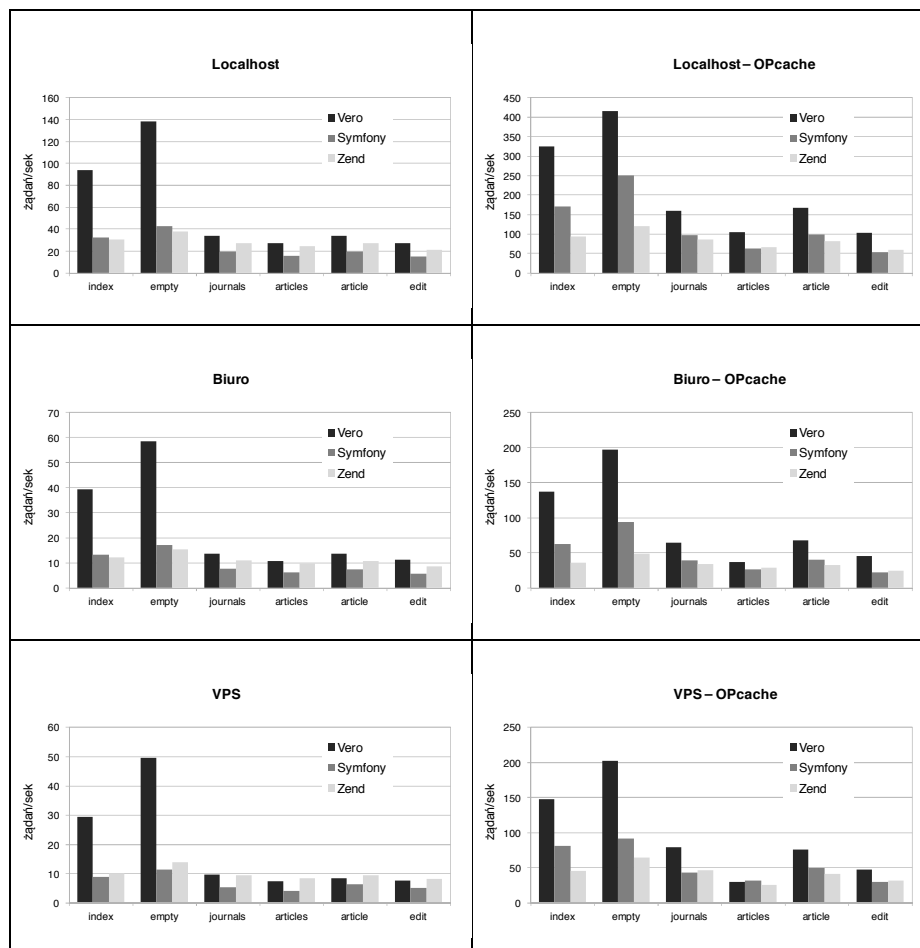 Localhost
160
140
120
100
80
60
40
20
0
żądań/sek
Vero
Symfony
Zend
index empty journals articles article edit
Localhost – OPcache
450
400
350
300
250
200
150
100
50
0
żądań/sek
Vero
Symfony
Zend
index empty journals articles article edit
Biuro
70
60
50
40
30
20
10
0
żądań/sek
Vero
Symfony
Zend
index empty journals articles article edit
Biuro – OPcache
250
200
150
100
50
0
żądań/sek
Vero
Symfony
Zend
index empty journals articles article edit
VPS
60
50
40
30
20
10
0
żądań/sek
Vero
Symfony
Zend
index empty journals articles article edit
VPS – OPcache
250
200
150
100
50
0
żądań/sek
Vero
Symfony
Zend
index empty journals articles article edit